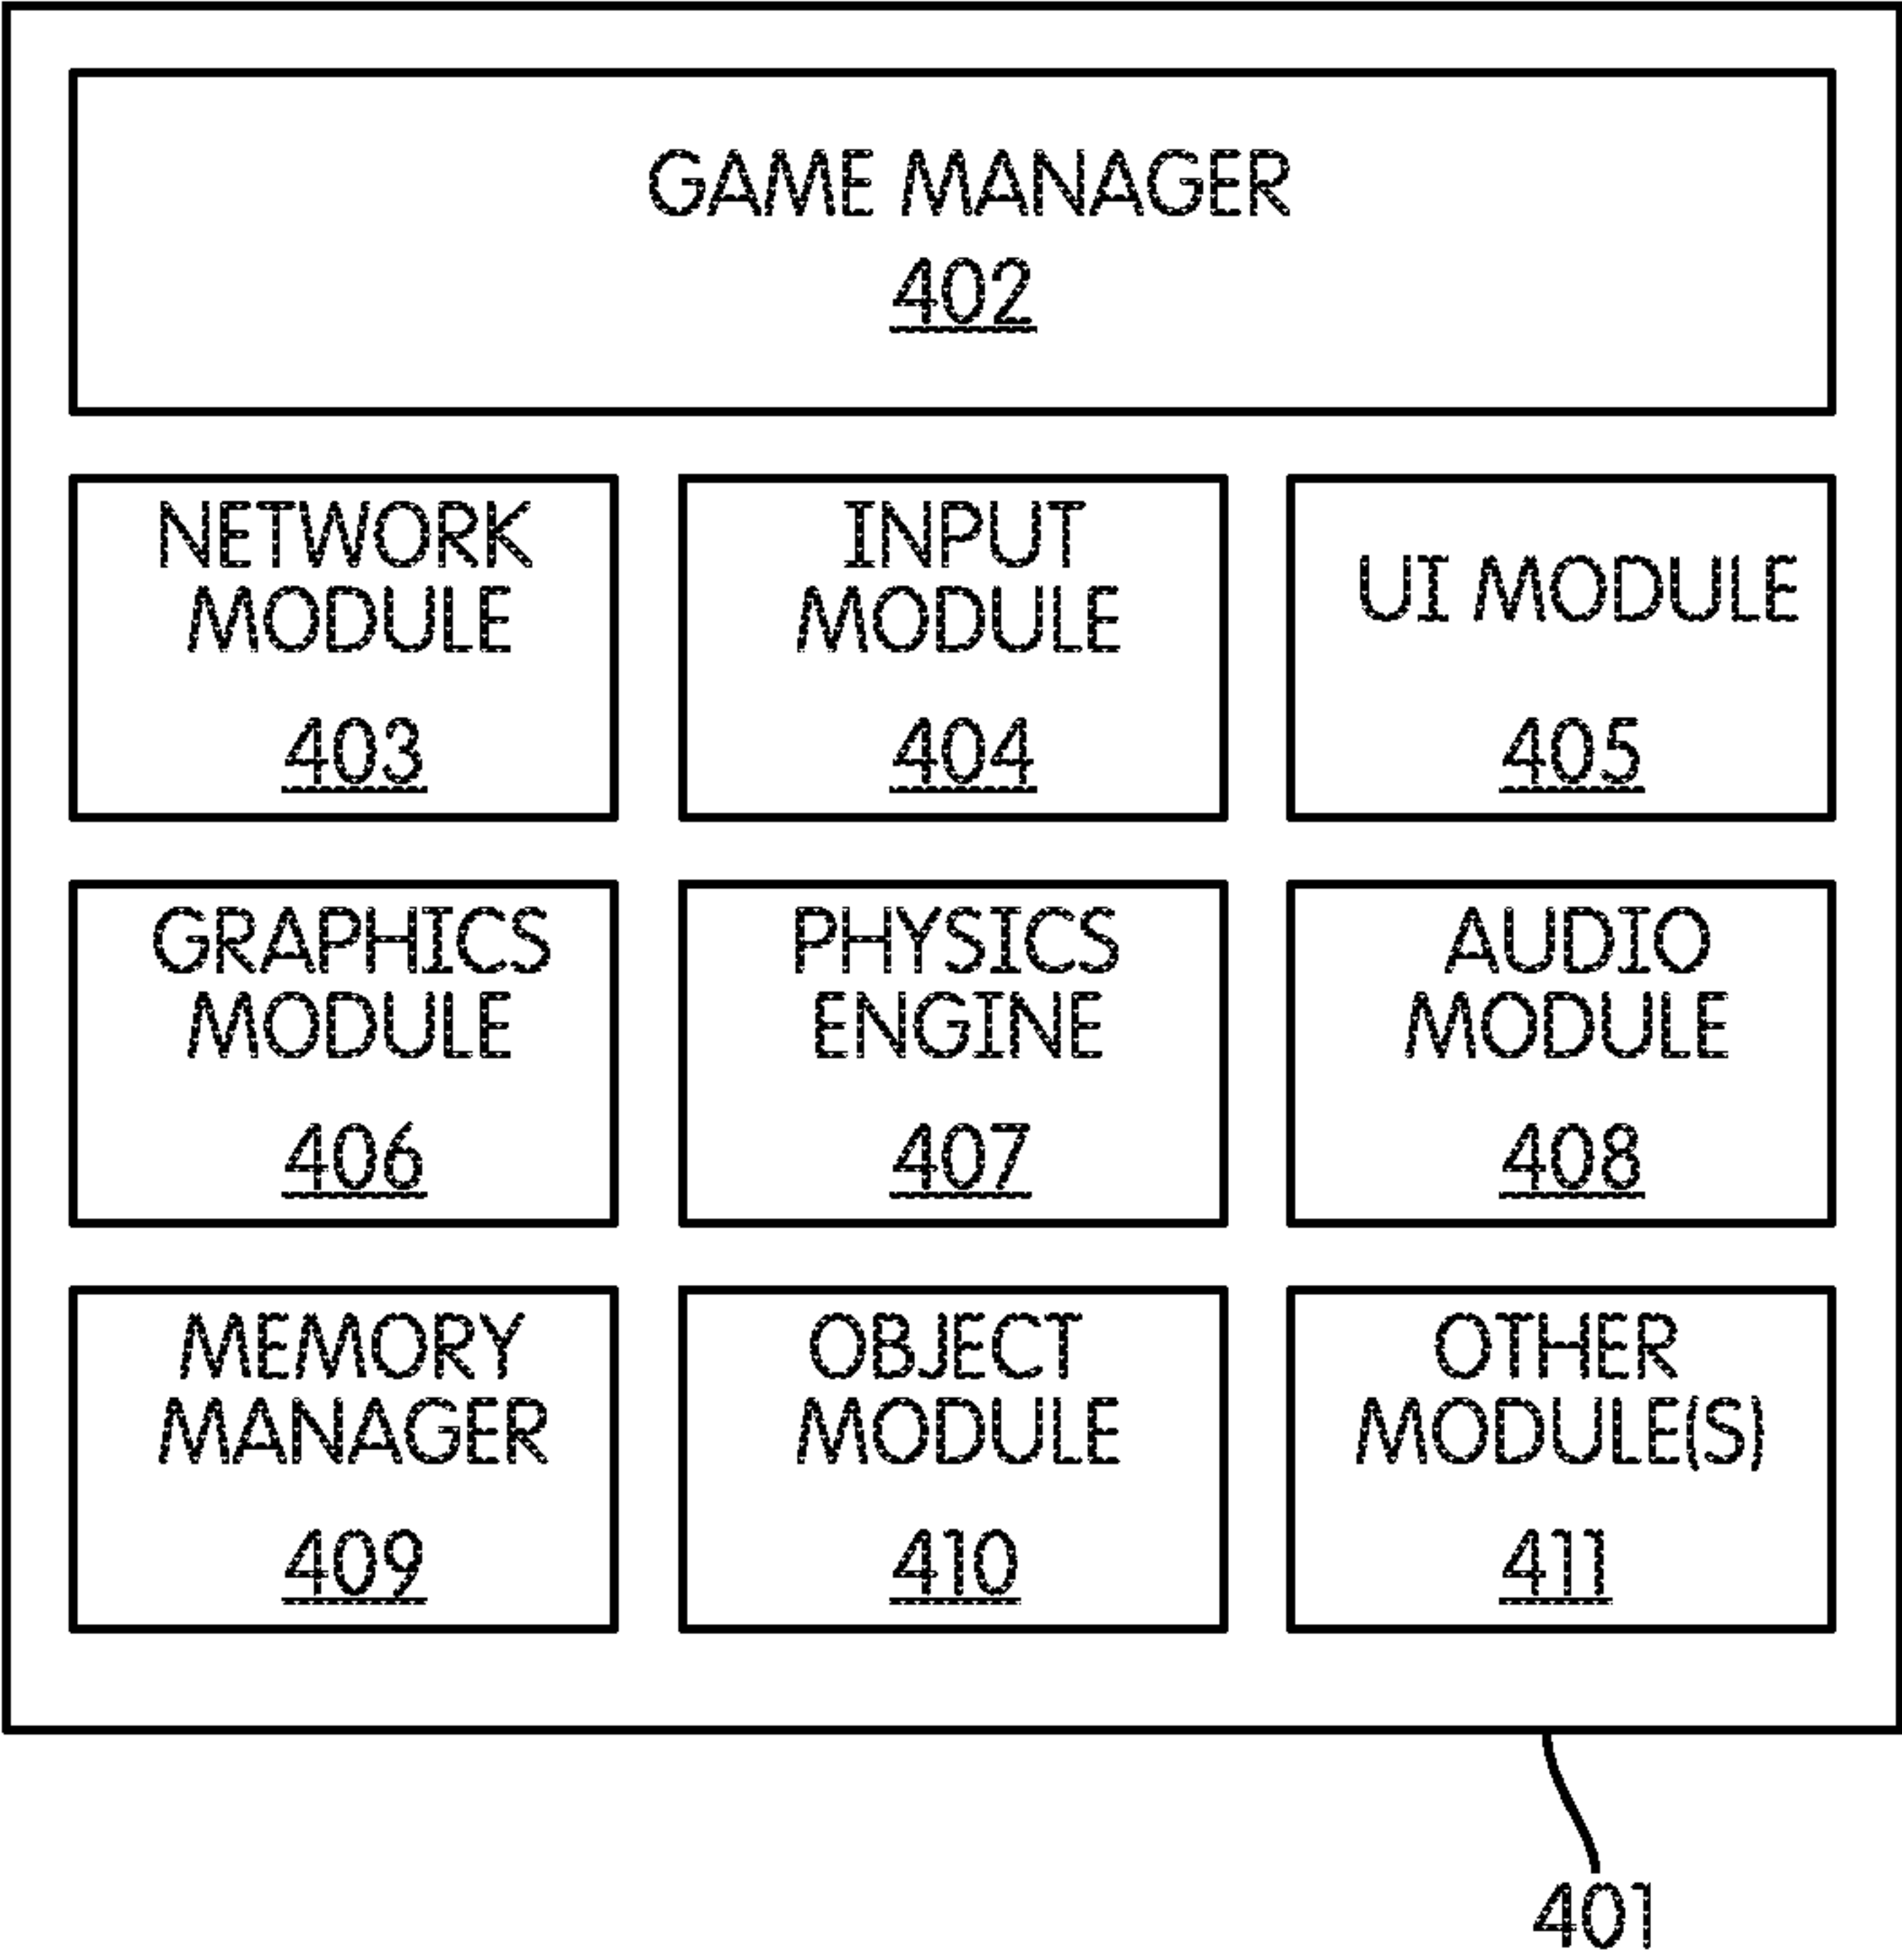 GAME MANAGER
402
NETWORK
MODULE
403
INPUT
MODULE
404
UI MODULE
405
GRAPHICS
MODULE
406
PHYSICS
ENGINE
407
AUDIO
MODULE
408
MEMORY
MANAGER
409
OBJECT
MODULE
410
OTHER
MODULE(S)
411
401